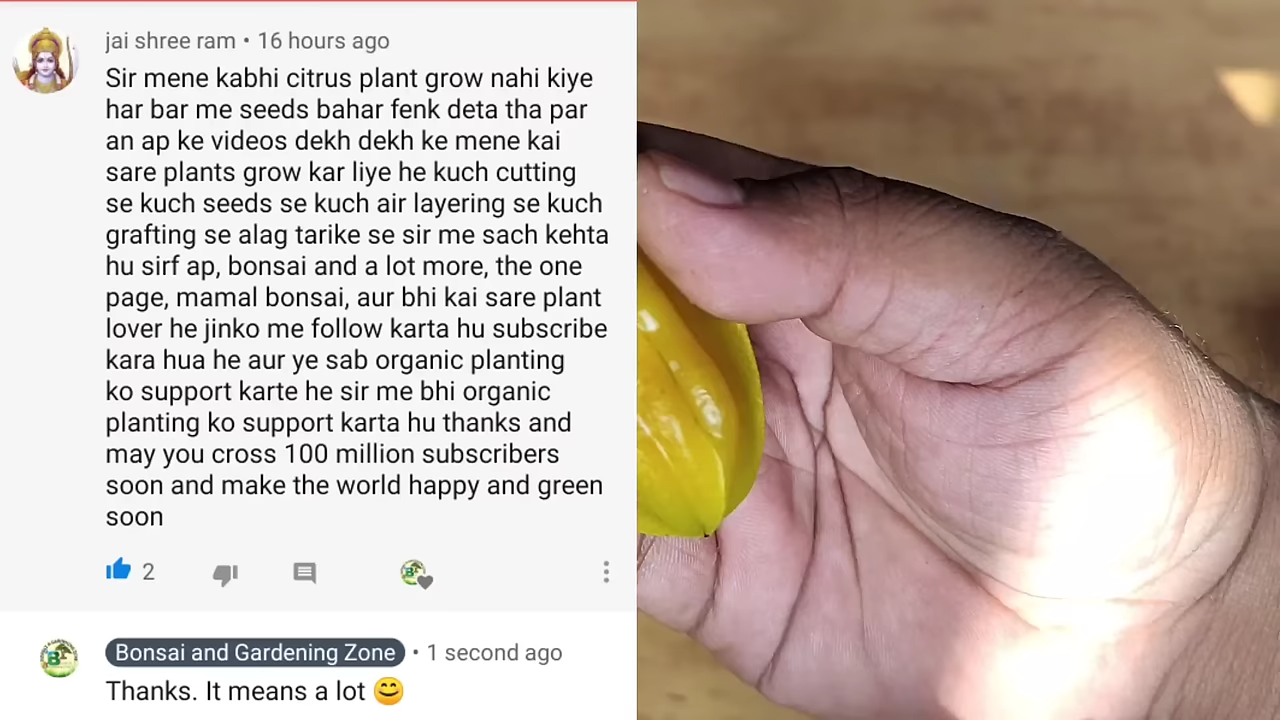 jai shree ram • 16 hours ago
Sir mene kabhi citrus plant grow nahi kiye
har bar me seeds bahar fenk deta tha par
an ap ke videos dekh dekh ke mene kai
sare plants grow kar liye he kuch cutting
se kuch seeds se kuch air layering se kuch
grafting se alag tarike se sir me sach kehta
hu sirf ap, bonsai and a lot more, the one
page, mamal bonsai, aur bhi kai sare plant
lover he jinko me follow karta hu subscribe
kara hua he aur ye sab organic planting
ko support karte he sir me bhi organic
planting ko support karta hu thanks and
may you cross 100 million subscribers
soon and make the world happy and green
soon
2
Bonsai and Gardening Zone • 1 second ago
Thanks. It means a lot 😊